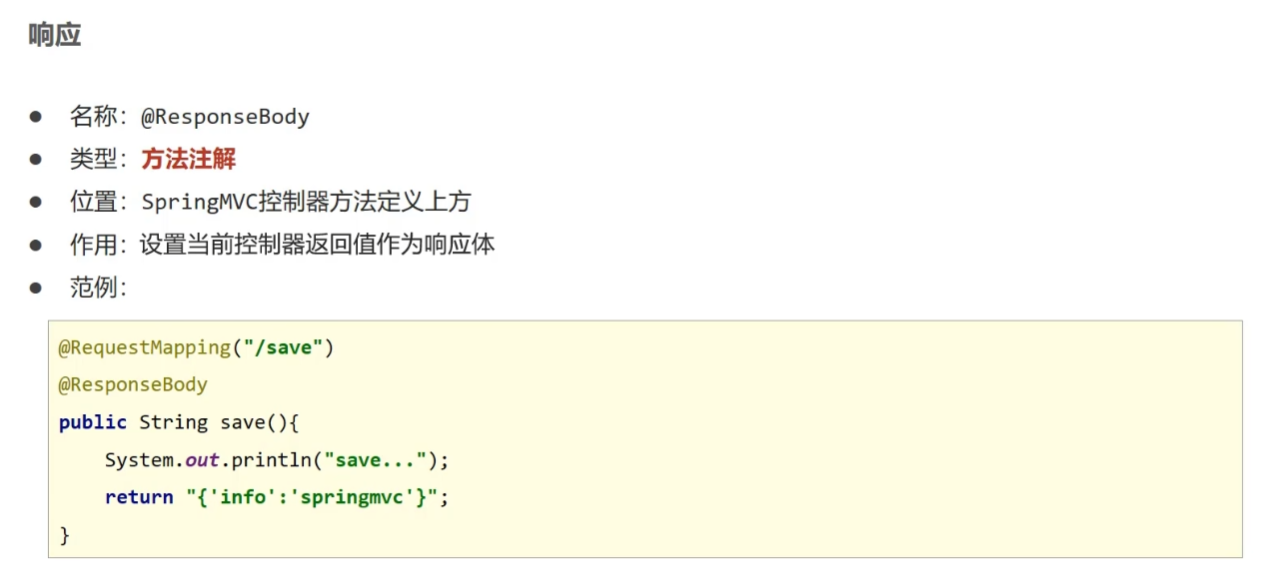 响应
● 名称：@ResponseBody
● 类型：方法注解
● 位置：SpringMVC控制器方法定义上方
● 作用：设置当前控制器返回值作为响应体
● 范例：
@RequestMapping("/save")
@ResponseBody
public String save(){
    System.out.println("save...");
    return "{'info':'springmvc'}";
}